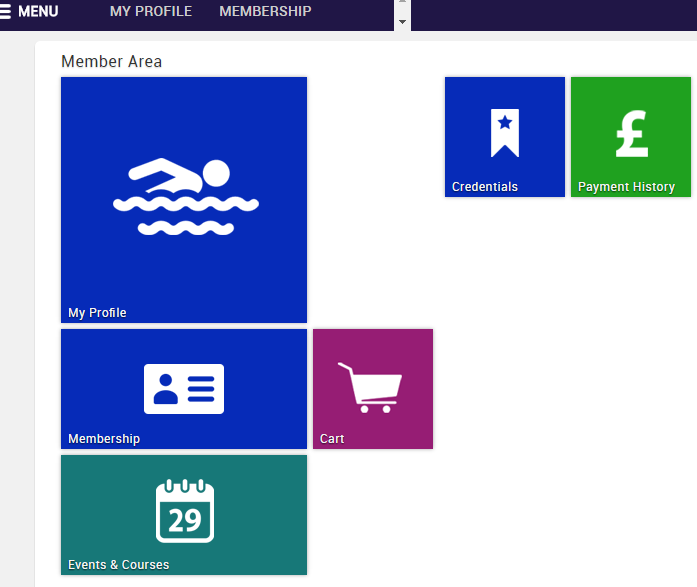 MENU MY PROFILE MEMBERSHIP
Member Area
My Profile
Credentials
£
Payment History
Membership
Cart
29
Events & Courses